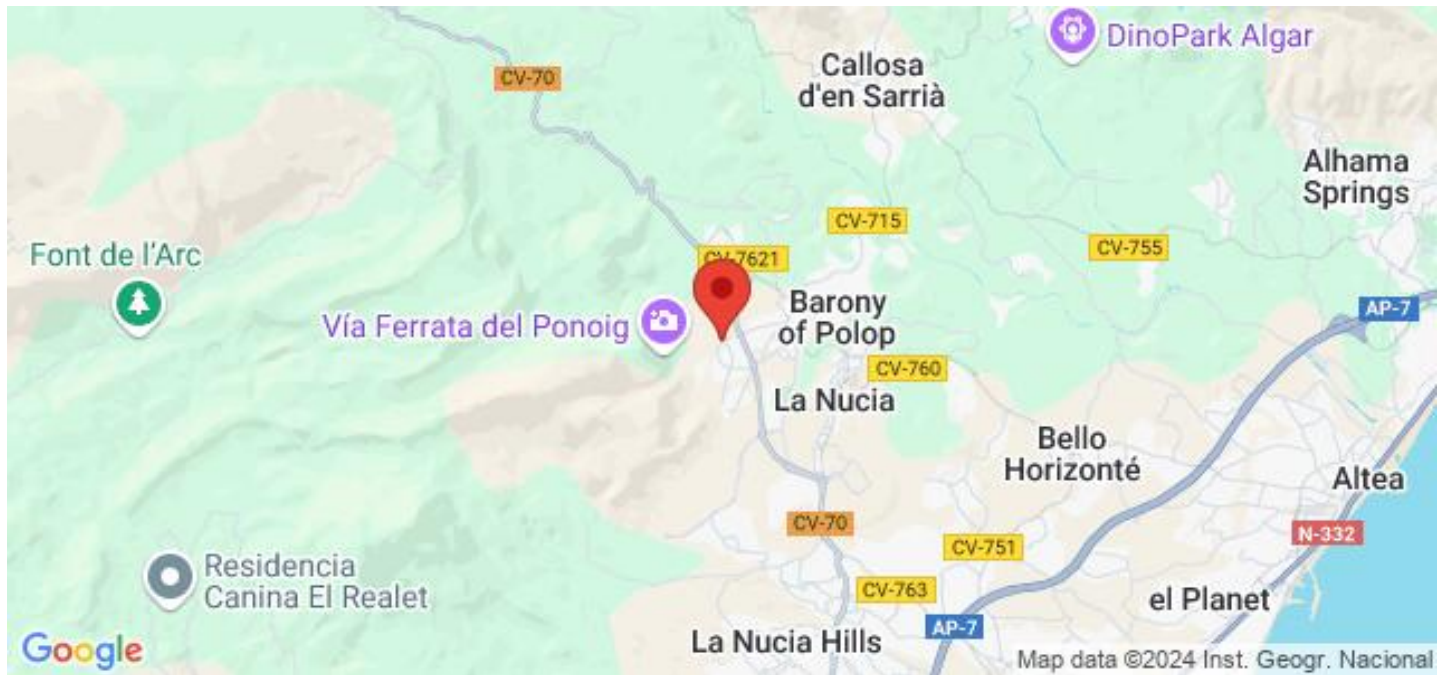 DinoPark Algar
Callosa
d'en Sarrià
CV-70
Alhama
Springs
CV-715
CV-755
Font de l'Arc
CV-7621
Barony
of Polop
AP-7
Vía Ferrata del Ponoig
CV-760
La Nucia
Bello
Horizonté
Altea
CV-70
N-332
CV-751
Residencia
Canina El Realet
CV-763
el Planet
AP-7
La Nucia Hills
Google
Map data ©2024 Inst. Geogr. Nacional